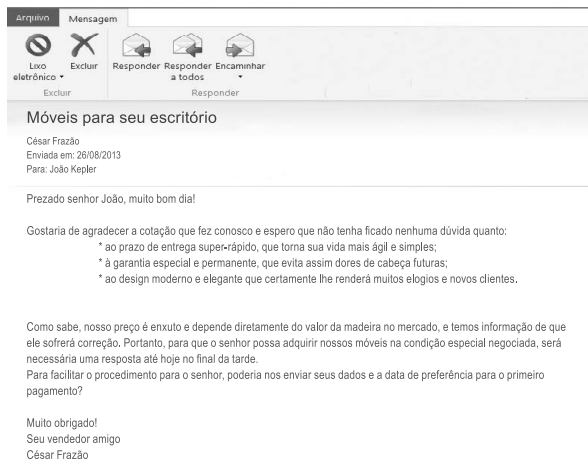 Arquivo Mensagem
Lixo eletrônico Excluir Responder Responder a todos Encaminhar
Excluir Responder
Móveis para seu escritório
César Frazão
Enviada em: 26/08/2013
Para: João Kepler
Prezado senhor João, muito bom dia!
Gostaria de agradecer a cotação que fez conosco e espero que não tenha ficado nenhuma dúvida quanto:
* ao prazo de entrega super-rápido, que torna sua vida mais ágil e simples;
* à garantia especial e permanente, que evita assim dores de cabeça futuras;
* ao design moderno e elegante que certamente lhe renderá muitos elogios e novos clientes.
Como sabe, nosso preço é enxuto e depende diretamente do valor da madeira no mercado, e temos informação de que
ele sofrerá correção. Portanto, para que o senhor possa adquirir nossos móveis na condição especial negociada, será
necessária uma resposta até hoje no final da tarde.
Para facilitar o procedimento para o senhor, poderia nos enviar seus dados e a data de preferência para o primeiro
pagamento?
Muito obrigado!
Seu vendedor amigo
César Frazão